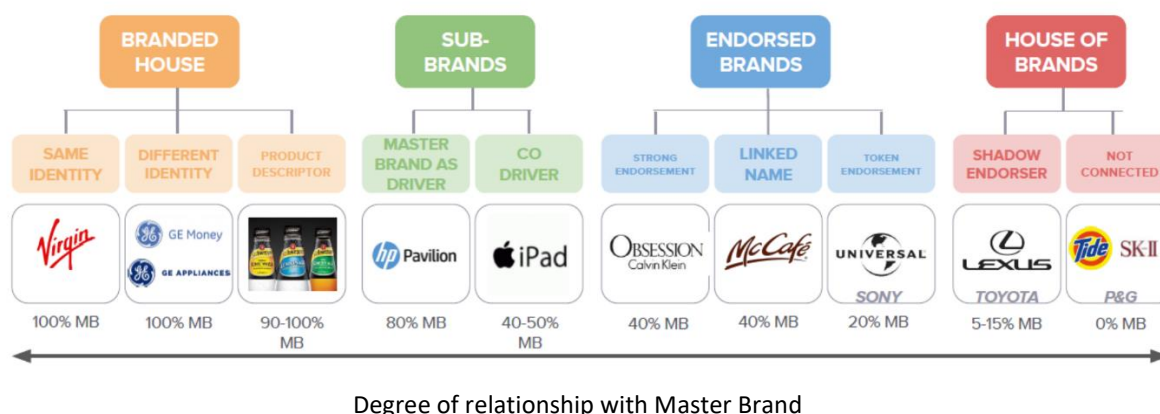 BRANDED
HOUSE
SUB-
BRANDS
ENDORSED
BRANDS
HOUSE OF
BRANDS
SAME
IDENTITY
DIFFERENT
IDENTITY
PRODUCT
DESCRIPTOR
MASTER
BRAND AS
DRIVER
CO
DRIVER
STRONG
ENDORSEMENT
LINKED
NAME
TOKEN
ENDORSEMENT
SHADOW
ENDORSER
NOT
CONNECTED
Virgin
GE GE Money
GE GE APPLIANCES
hp Pavilion
iPad
OBSESSION
Calvin Klein
McCafé
UNIVERSAL
SONY
LEXUS
TOYOTA
Tide SK-II
P&G
100% MB
100% MB
90-100%
MB
80% MB
40-50%
MB
40% MB
40% MB
20% MB
5-15% MB
0% MB
Degree of relationship with Master Brand